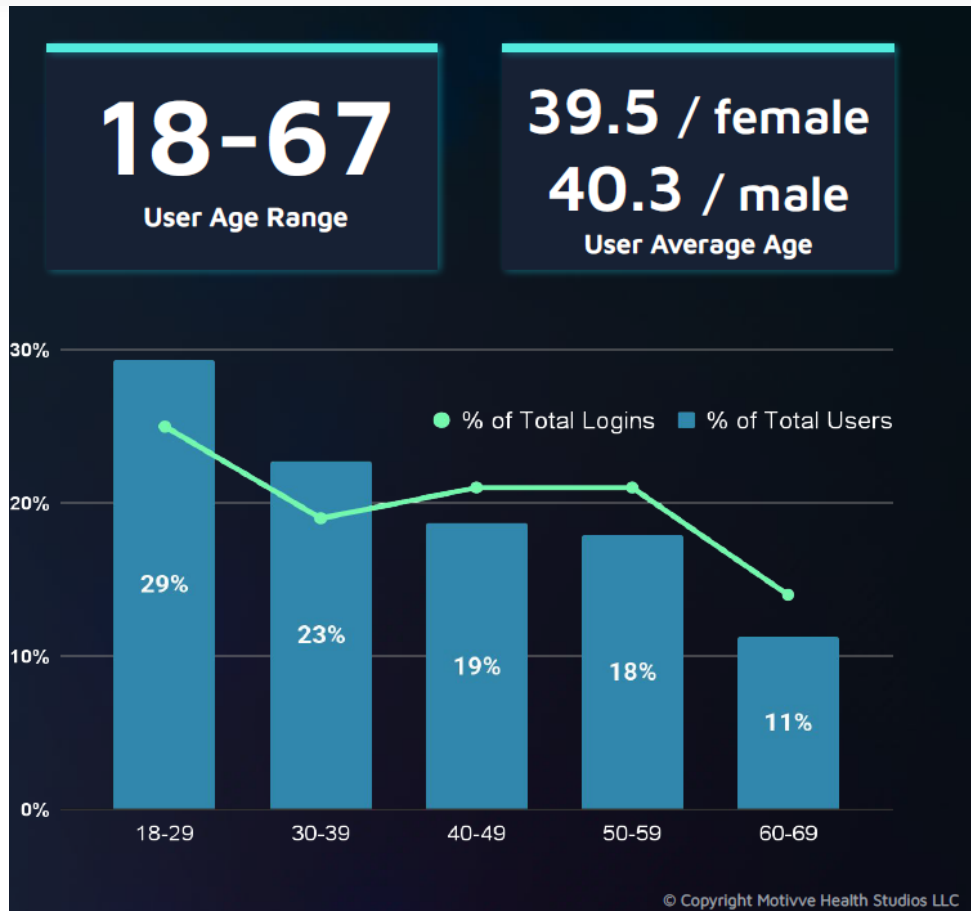 18-67
User Age Range
39.5 / female
40.3 / male
User Average Age
30%
% of Total Logins
% of Total Users
20%
29%
23%
19%
18%
10%
11%
0%
18-29
30-39
40-49
50-59
60-69
© Copyright Motivve Health Studios LLC